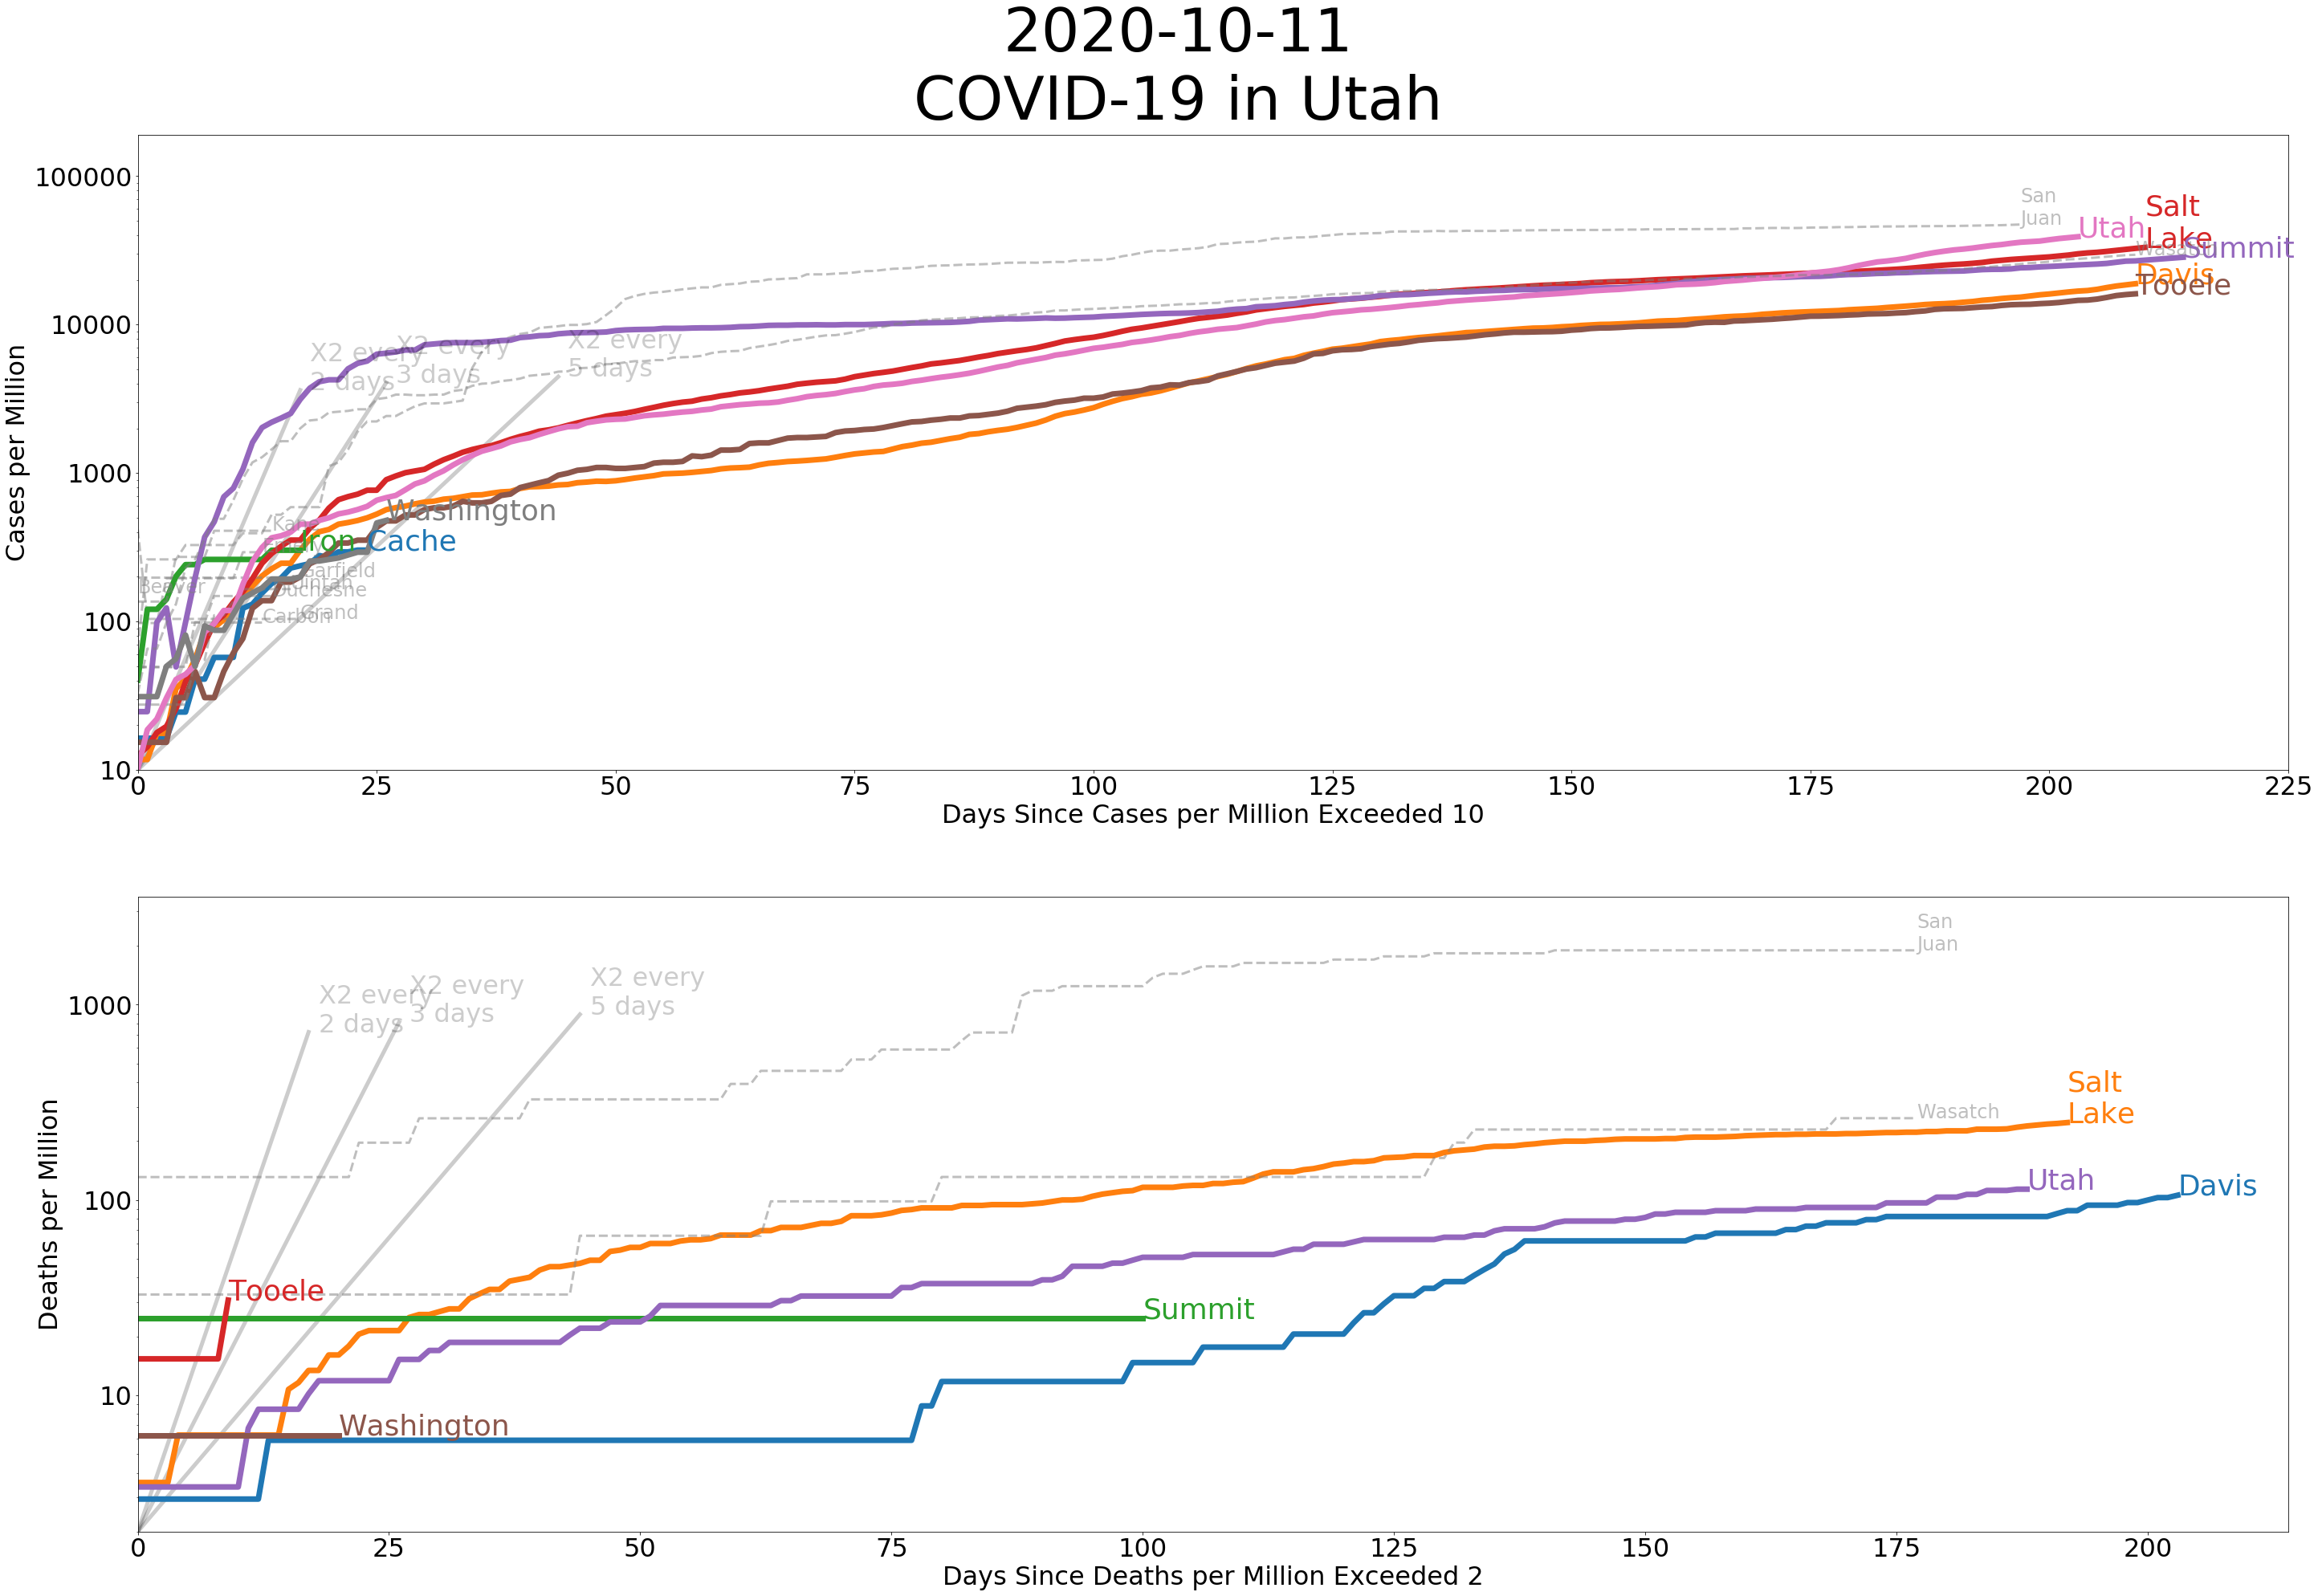 2020-10-11
COVID-19 in Utah
Cases per Million
100000
10000
1000
100
10
San
Juan
Salt
Lake
Utah
Summit
Wasatch
Davis
Tooele
X2 every
2 days
X2 every
3 days
X2 every
5 days
Washington
Iron
Cache
Garfield
Beaver
Duchesne
Grand
Carbon
0
25
50
75
100
125
150
175
200
225
Days Since Cases per Million Exceeded 10
Deaths per Million
1000
100
10
San
Juan
X2 every
2 days
X2 every
3 days
X2 every
5 days
Salt
Lake
Wasatch
Utah
Davis
Tooele
Summit
Washington
0
25
50
75
100
125
150
175
200
Days Since Deaths per Million Exceeded 2